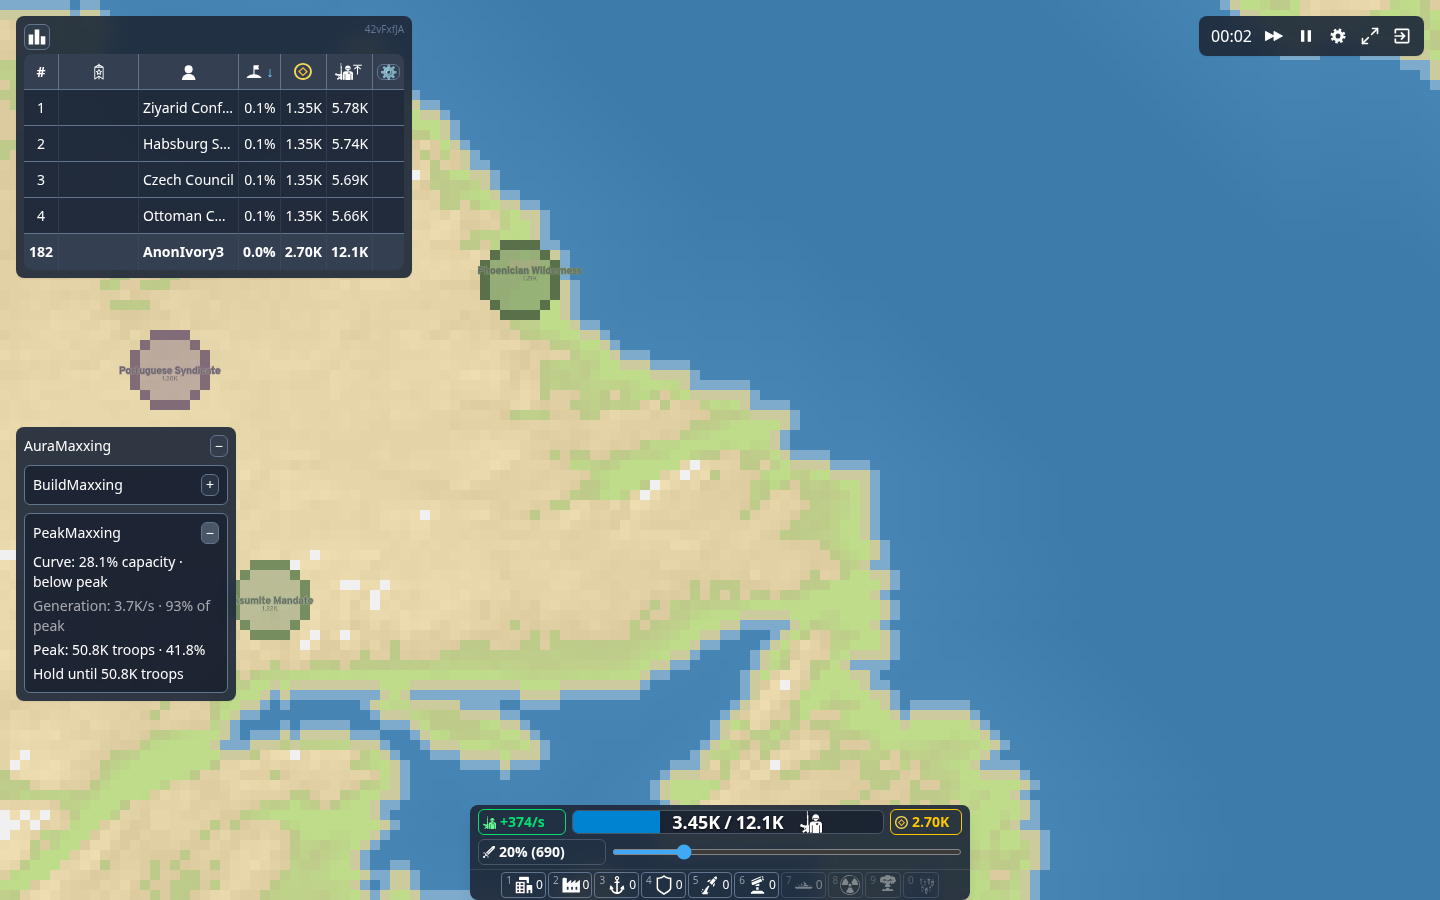 42vFxfJA
00:02
# ↓
1 Ziyarid Conf... 0.1% 1.35K 5.78K
2 Habsburg S... 0.1% 1.35K 5.74K
3 Czech Council 0.1% 1.35K 5.69K
4 Ottoman C... 0.1% 1.35K 5.66K
182 AnonIvory3 0.0% 2.70K 12.1K
Phoenician Wilderness
Portuguese Syndicate
AuraMaxxing −
BuildMaxxing +
PeakMaxxing −
Curve: 28.1% capacity ·
below peak
Generation: 3.7K/s · 93% of
peak
Peak: 50.8K troops · 41.8%
Hold until 50.8K troops
sumite Mandate
+374/s 3.45K / 12.1K 2.70K
20% (690)
1 0 2 0 3 0 4 0 5 0 6 0 7 0 8 9 0